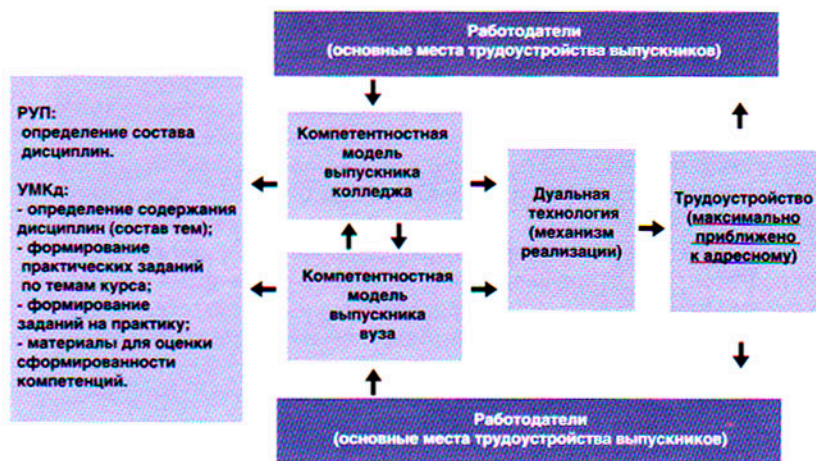 Работодатели
(основные места трудоустройства выпускников)
РУП:
определение состава
дисциплин.
УМКд:
- определение содержания
дисциплин (состав тем);
- формирование
практических заданий
по темам курса;
- формирование
заданий на практику;
- материалы для оценки
сформированности
компетенций.
Компетентностная
модель
выпускника
колледжа
Компетентностная
модель
выпускника
вуза
Дуальная
технология
(механизм
реализации)
Трудоустройство
(максимально
приближено
к адресному)
Работодатели
(основные места трудоустройства выпускников)